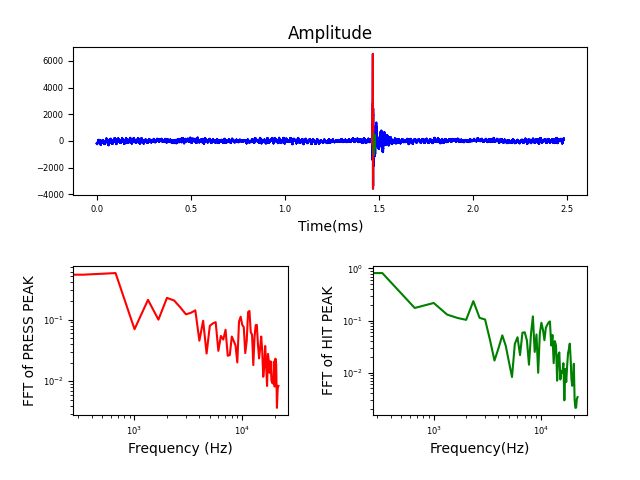 Amplitude
6000
4000
2000
0
−2000
−4000
0.0 0.5 1.0 1.5 2.0 2.5
Time(ms)
FFT of PRESS PEAK
10⁻¹
10⁻²
10³ 10⁴
Frequency (Hz)
FFT of HIT PEAK
10⁰
10⁻¹
10⁻²
10³ 10⁴
Frequency(Hz)